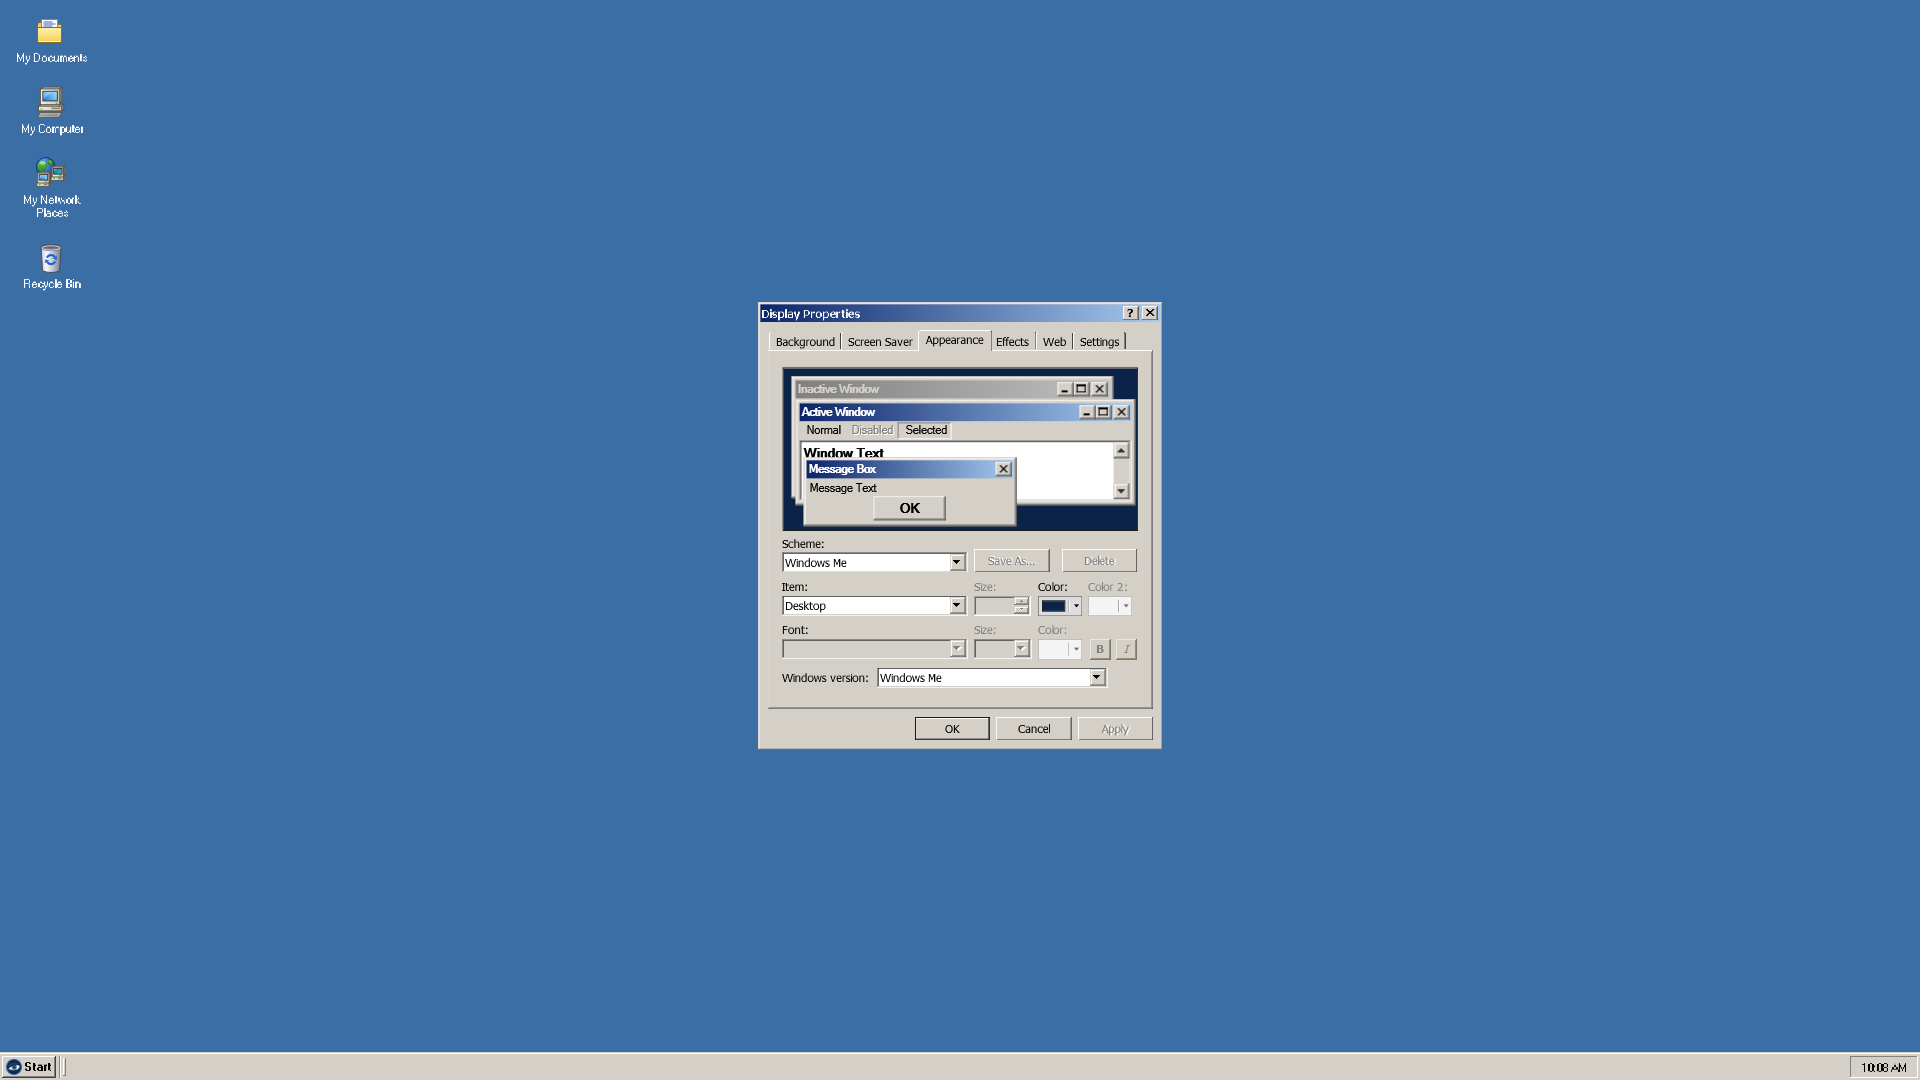 My Documents
My Computer
My Network
Places
Recycle Bin
Display Properties
Background
Screen Saver
Appearance
Effects
Web
Settings
Inactive Window
Active Window
Normal
Disabled
Selected
Window Text
Message Box
Message Text
OK
Scheme:
Windows Me
Save As...
Delete
Item:
Size:
Color:
Color 2:
Desktop
Font:
Size:
Color:
B
I
Windows version:
Windows Me
OK
Cancel
Apply
Start
10:08 AM